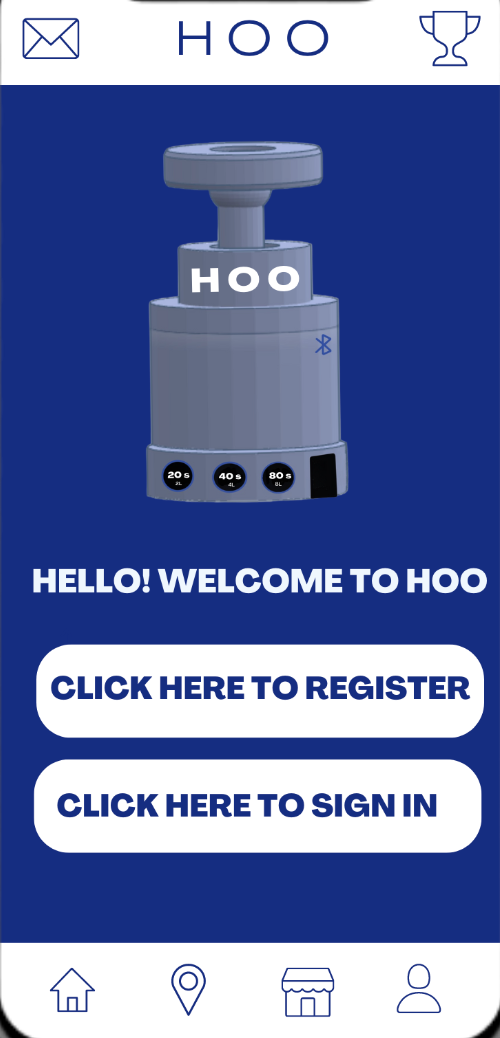 HOO
HOO
20 s
2L
40 s
4L
80 s
8L
HELLO! WELCOME TO HOO
CLICK HERE TO REGISTER
CLICK HERE TO SIGN IN